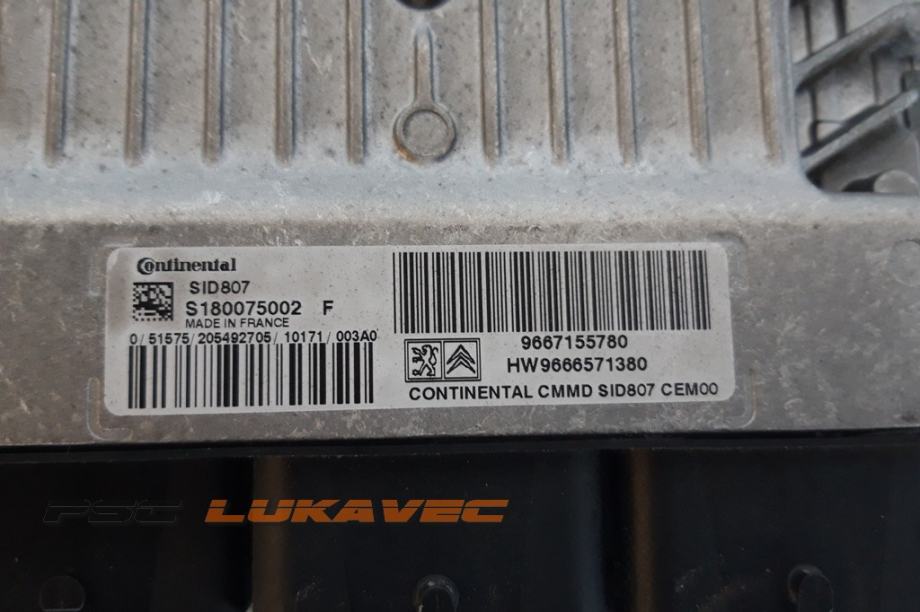 Continental
SID807
S180075002 F
MADE IN FRANCE
0/51575/205492705/10171/003A0
9667155780
HW9666571380
CONTINENTAL CMMD SID807 CEM00
PSC LUKAVEC